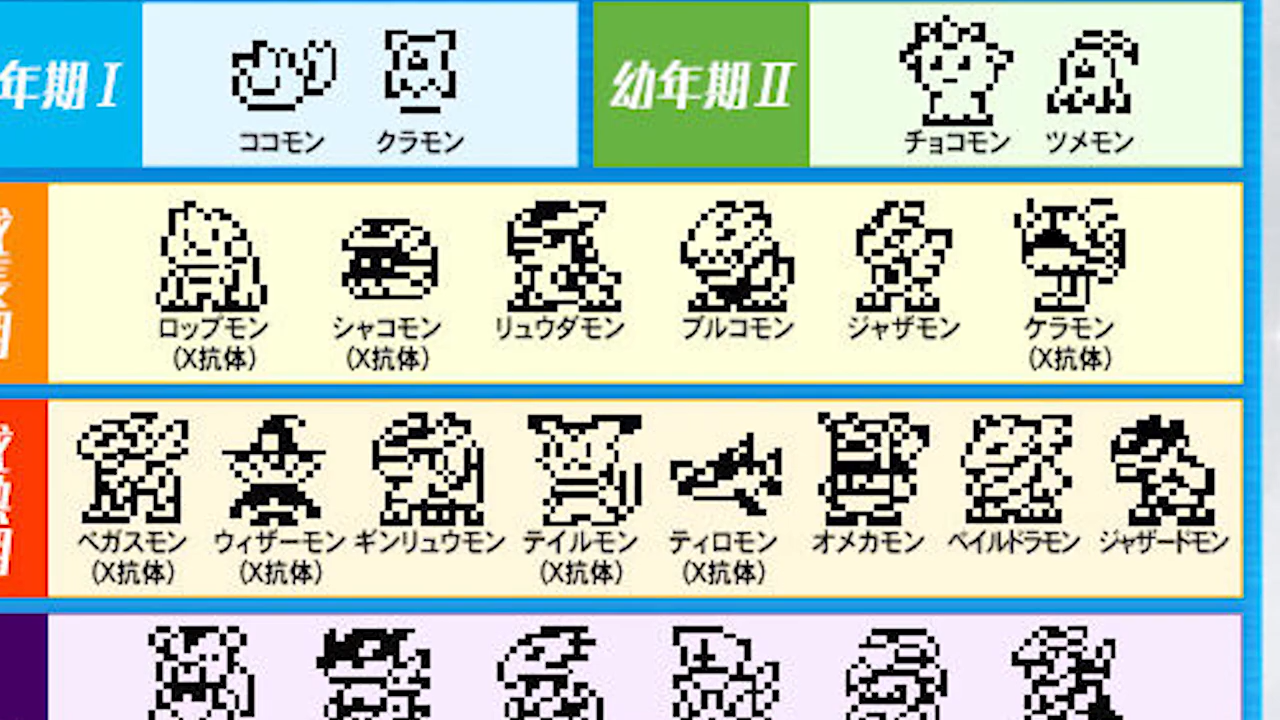 年期Ⅰ
ココモン クラモン
幼年期Ⅱ
チョコモン ツメモン
ロップモン シャコモン リュウダモン ブルコモン ジャザモン ケラモン
(X抗体) (X抗体) (X抗体)
ペガスモン ウィザーモン ギンリュウモン テイルモン ティロモン オメカモン ペイルドラモン ジャザードモン
(X抗体) (X抗体) (X抗体) (X抗体)